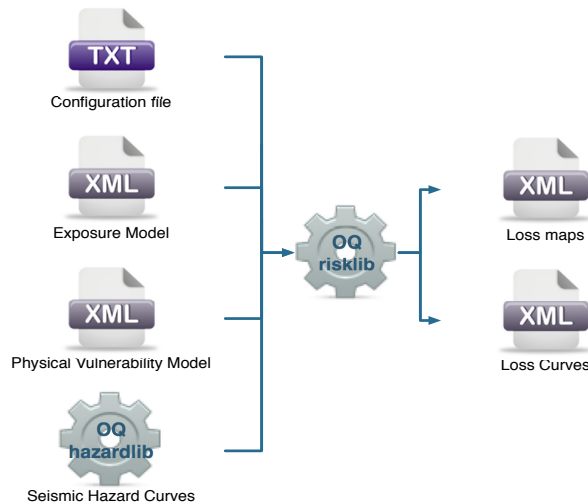 TXT
Configuration file
XML
Exposure Model
XML
Physical Vulnerability Model
OQ
hazardlib
Seismic Hazard Curves
OQ
risklib
XML
Loss maps
XML
Loss Curves